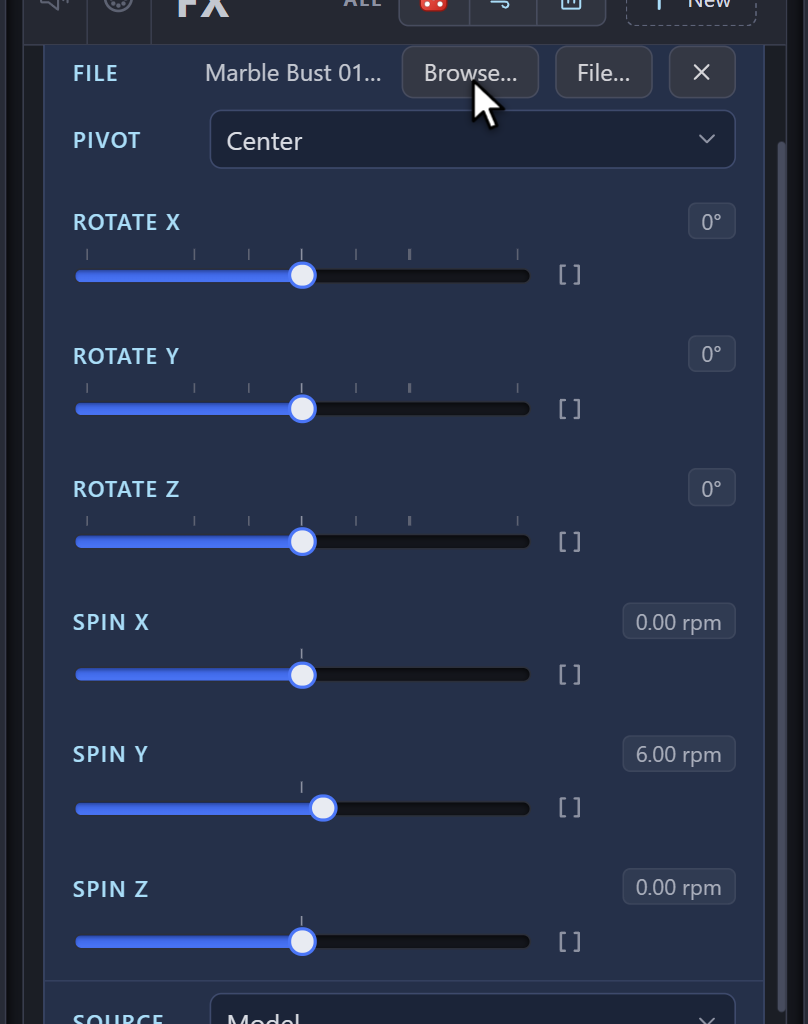 FX ALL New
FILE Marble Bust 01... Browse... File...
PIVOT Center
ROTATE X 0°
[ ]
ROTATE Y 0°
[ ]
ROTATE Z 0°
[ ]
SPIN X 0.00 rpm
[ ]
SPIN Y 6.00 rpm
[ ]
SPIN Z 0.00 rpm
[ ]
SOURCE Model